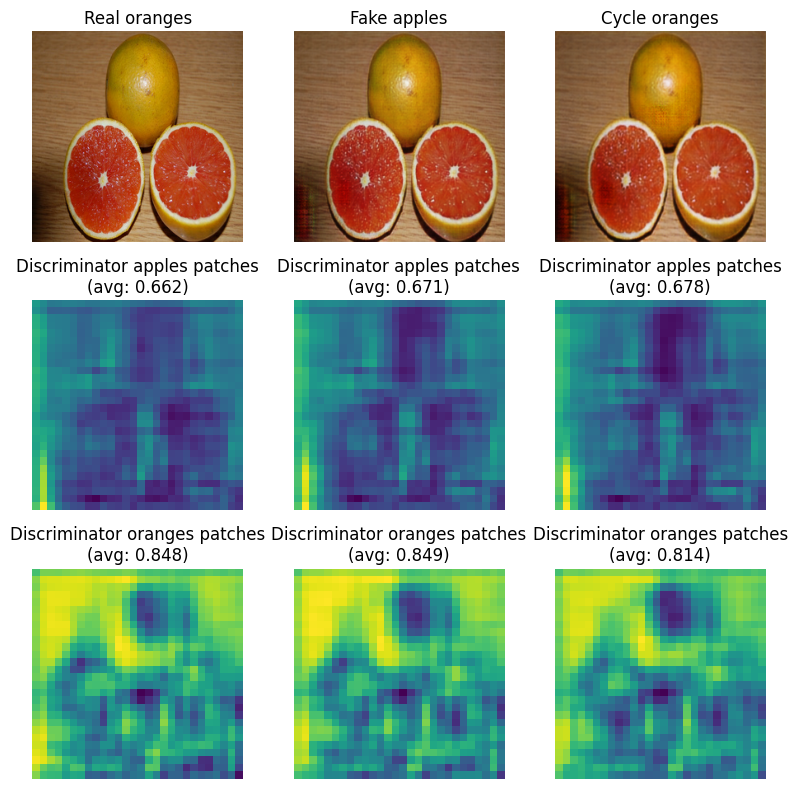 Real oranges
Fake apples
Cycle oranges
Discriminator apples patches
(avg: 0.662)
Discriminator apples patches
(avg: 0.671)
Discriminator apples patches
(avg: 0.678)
Discriminator oranges patches
(avg: 0.848)
Discriminator oranges patches
(avg: 0.849)
Discriminator oranges patches
(avg: 0.814)